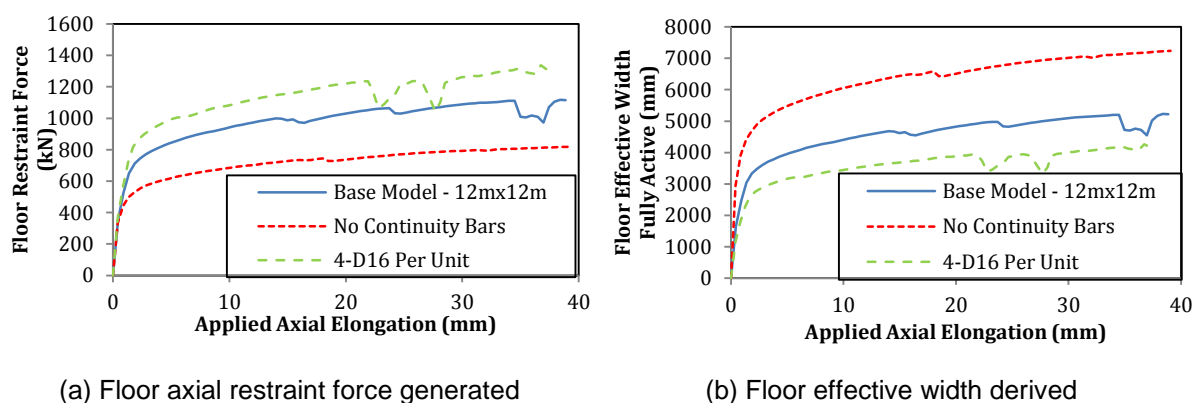 1600
1400
1200
1000
800
600
400
200
0
Floor Restraint Force
(kN)
Base Model - 12mx12m
No Continuity Bars
4-D16 Per Unit
0 10 20 30 40
Applied Axial Elongation (mm)
(a) Floor axial restraint force generated
8000
7000
6000
5000
4000
3000
2000
1000
0
Floor Effective Width
Fully Active (mm)
Base Model - 12mx12m
No Continuity Bars
4-D16 Per Unit
0 10 20 30 40
Applied Axial Elongation (mm)
(b) Floor effective width derived